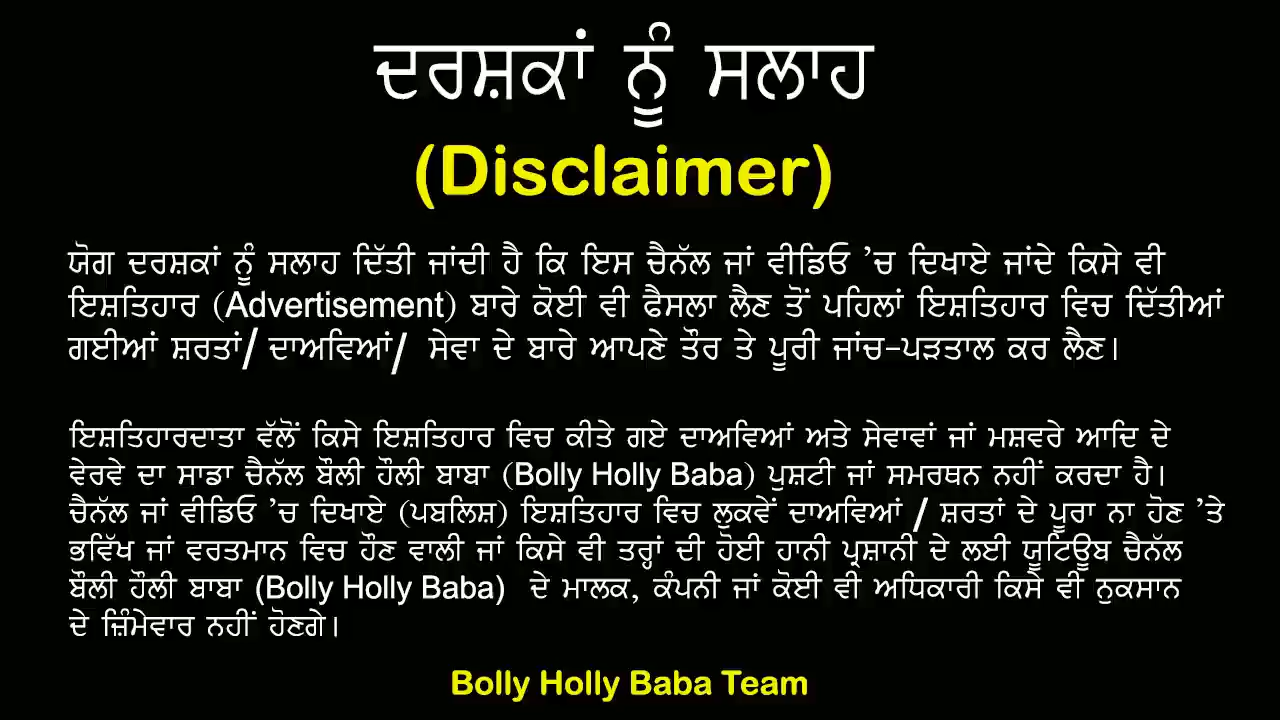 ਦਰਸ਼ਕਾਂ ਨੂੰ ਸਲਾਹ
(Disclaimer)
ਯੋਗ ਦਰਸ਼ਕਾਂ ਨੂੰ ਸਲਾਹ ਦਿੱਤੀ ਜਾਂਦੀ ਹੈ ਕਿ ਇਸ ਚੈਨੱਲ ਜਾਂ ਵੀਡਿਓ ’ਚ ਦਿਖਾਏ ਜਾਂਦੇ ਕਿਸੇ ਵੀ
ਇਸ਼ਤਿਹਾਰ (Advertisement) ਬਾਰੇ ਕੋਈ ਵੀ ਫੈਸਲਾ ਲੈਣ ਤੋਂ ਪਹਿਲਾਂ ਇਸ਼ਤਿਹਾਰ ਵਿਚ ਦਿੱਤੀਆਂ
ਗਈਆਂ ਸ਼ਰਤਾਂ/ ਦਾਅਵਿਆਂ/ ਸੇਵਾ ਦੇ ਬਾਰੇ ਆਪਣੇ ਤੌਰ ਤੇ ਪੂਰੀ ਜਾਂਚ-ਪੜਤਾਲ ਕਰ ਲੈਣ।
ਇਸ਼ਤਿਹਾਰਦਾਤਾ ਵੱਲੋਂ ਕਿਸੇ ਇਸ਼ਤਿਹਾਰ ਵਿਚ ਕੀਤੇ ਗਏ ਦਾਅਵਿਆਂ ਅਤੇ ਸੇਵਾਵਾਂ ਜਾਂ ਮਸ਼ਵਰੇ ਆਦਿ ਦੇ
ਵੇਰਵੇ ਦਾ ਸਾਡਾ ਚੈਨੱਲ ਬੌਲੀ ਹੌਲੀ ਬਾਬਾ (Bolly Holly Baba) ਪੁਸ਼ਟੀ ਜਾਂ ਸਮਰਥਨ ਨਹੀਂ ਕਰਦਾ ਹੈ।
ਚੈਨੱਲ ਜਾਂ ਵੀਡਿਓ ’ਚ ਦਿਖਾਏ (ਪਬਲਿਸ਼) ਇਸ਼ਤਿਹਾਰ ਵਿਚ ਲੁਕਵੇਂ ਦਾਅਵਿਆਂ / ਸ਼ਰਤਾਂ ਦੇ ਪੂਰਾ ਨਾ ਹੋਣ ’ਤੇ
ਭਵਿੱਖ ਜਾਂ ਵਰਤਮਾਨ ਵਿਚ ਹੌਣ ਵਾਲੀ ਜਾਂ ਕਿਸੇ ਵੀ ਤਰ੍ਹਾਂ ਦੀ ਹੋਈ ਹਾਨੀ ਪ੍ਰਸ਼ਾਨੀ ਦੇ ਲਈ ਯੂਟਿਊਬ ਚੈਨੱਲ
ਬੌਲੀ ਹੌਲੀ ਬਾਬਾ (Bolly Holly Baba) ਦੇ ਮਾਲਕ, ਕੰਪਨੀ ਜਾਂ ਕੋਈ ਵੀ ਅਧਿਕਾਰੀ ਕਿਸੇ ਵੀ ਨੁਕਸਾਨ
ਦੇ ਜ਼ਿੰਮੇਵਾਰ ਨਹੀਂ ਹੋਣਗੇ।
Bolly Holly Baba Team